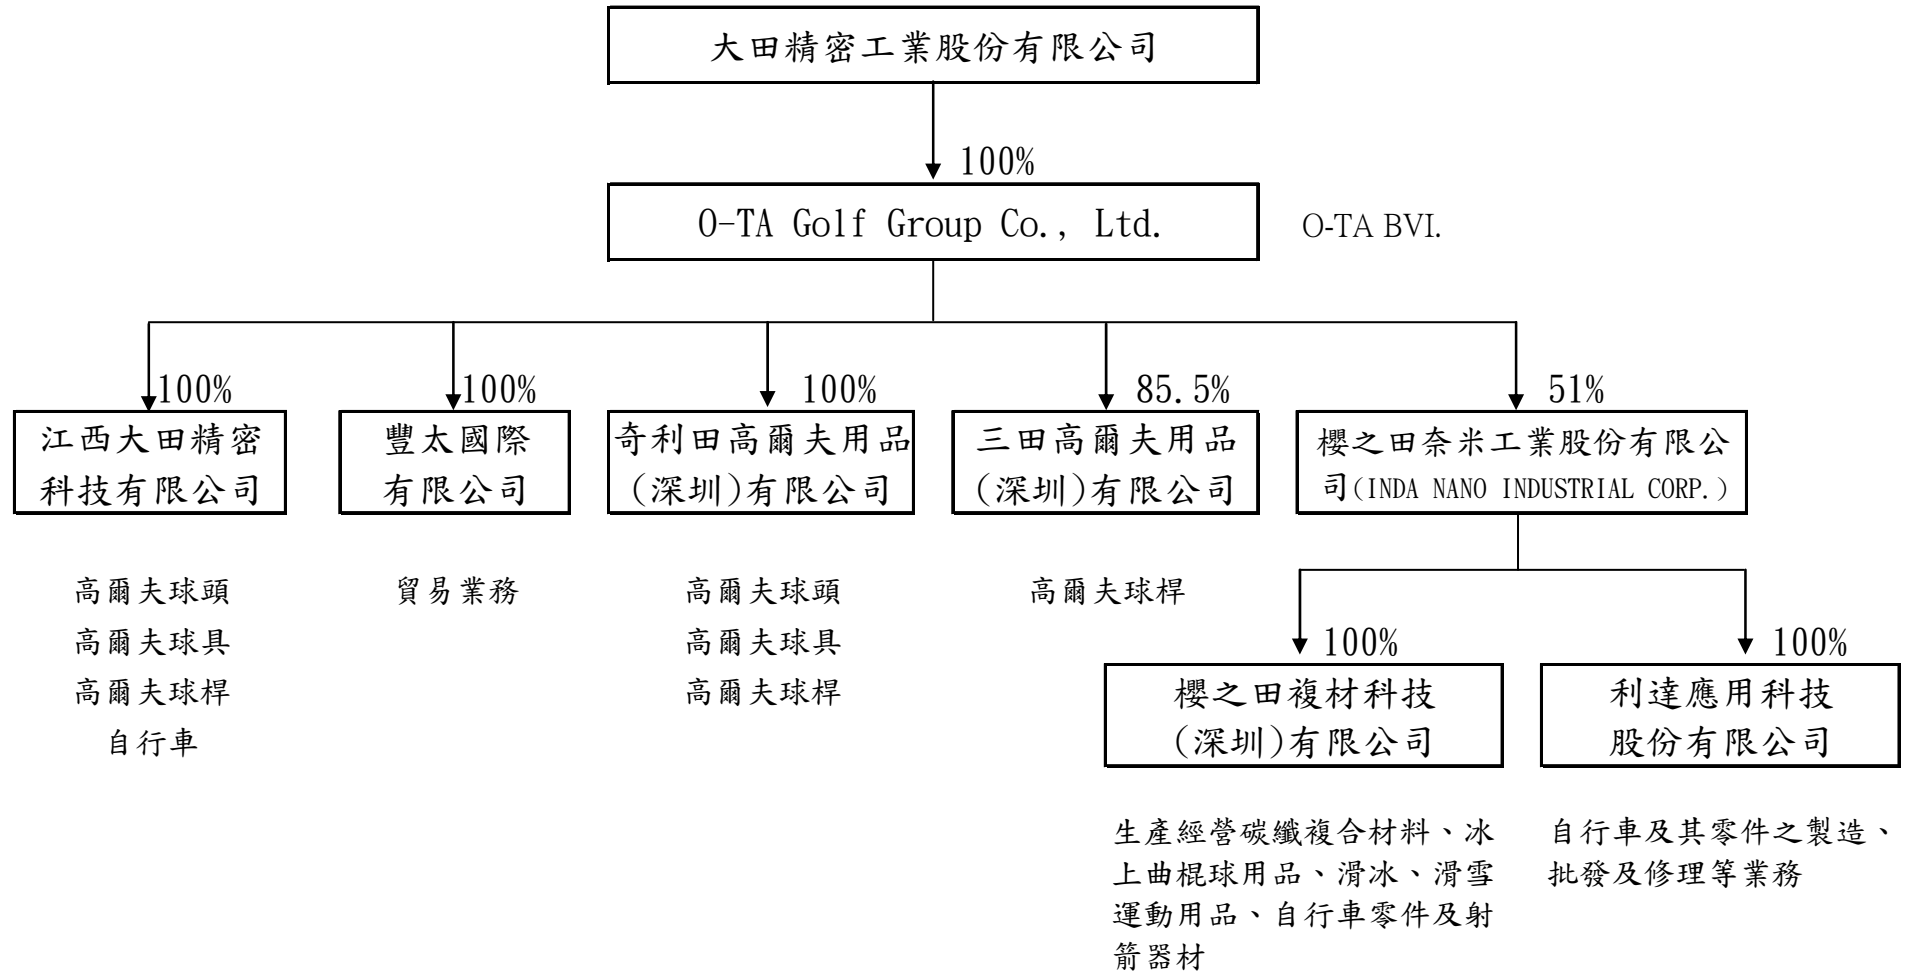 大田精密工業股份有限公司
100%
O-TA Golf Group Co., Ltd.
O-TA BVI.
100%
江西大田精密
科技有限公司
高爾夫球頭
高爾夫球具
高爾夫球桿
自行車
100%
豐太國際
有限公司
貿易業務
100%
奇利田高爾夫用品
(深圳)有限公司
高爾夫球頭
高爾夫球具
高爾夫球桿
85.5%
三田高爾夫用品
(深圳)有限公司
高爾夫球桿
51%
櫻之田奈米工業股份有限公
司(INDA NANO INDUSTRIAL CORP.)
100%
櫻之田複材科技
(深圳)有限公司
生產經營碳纖複合材料、冰
上曲棍球用品、滑冰、滑雪
運動用品、自行車零件及射
箭器材
100%
利達應用科技
股份有限公司
自行車及其零件之製造、
批發及修理等業務